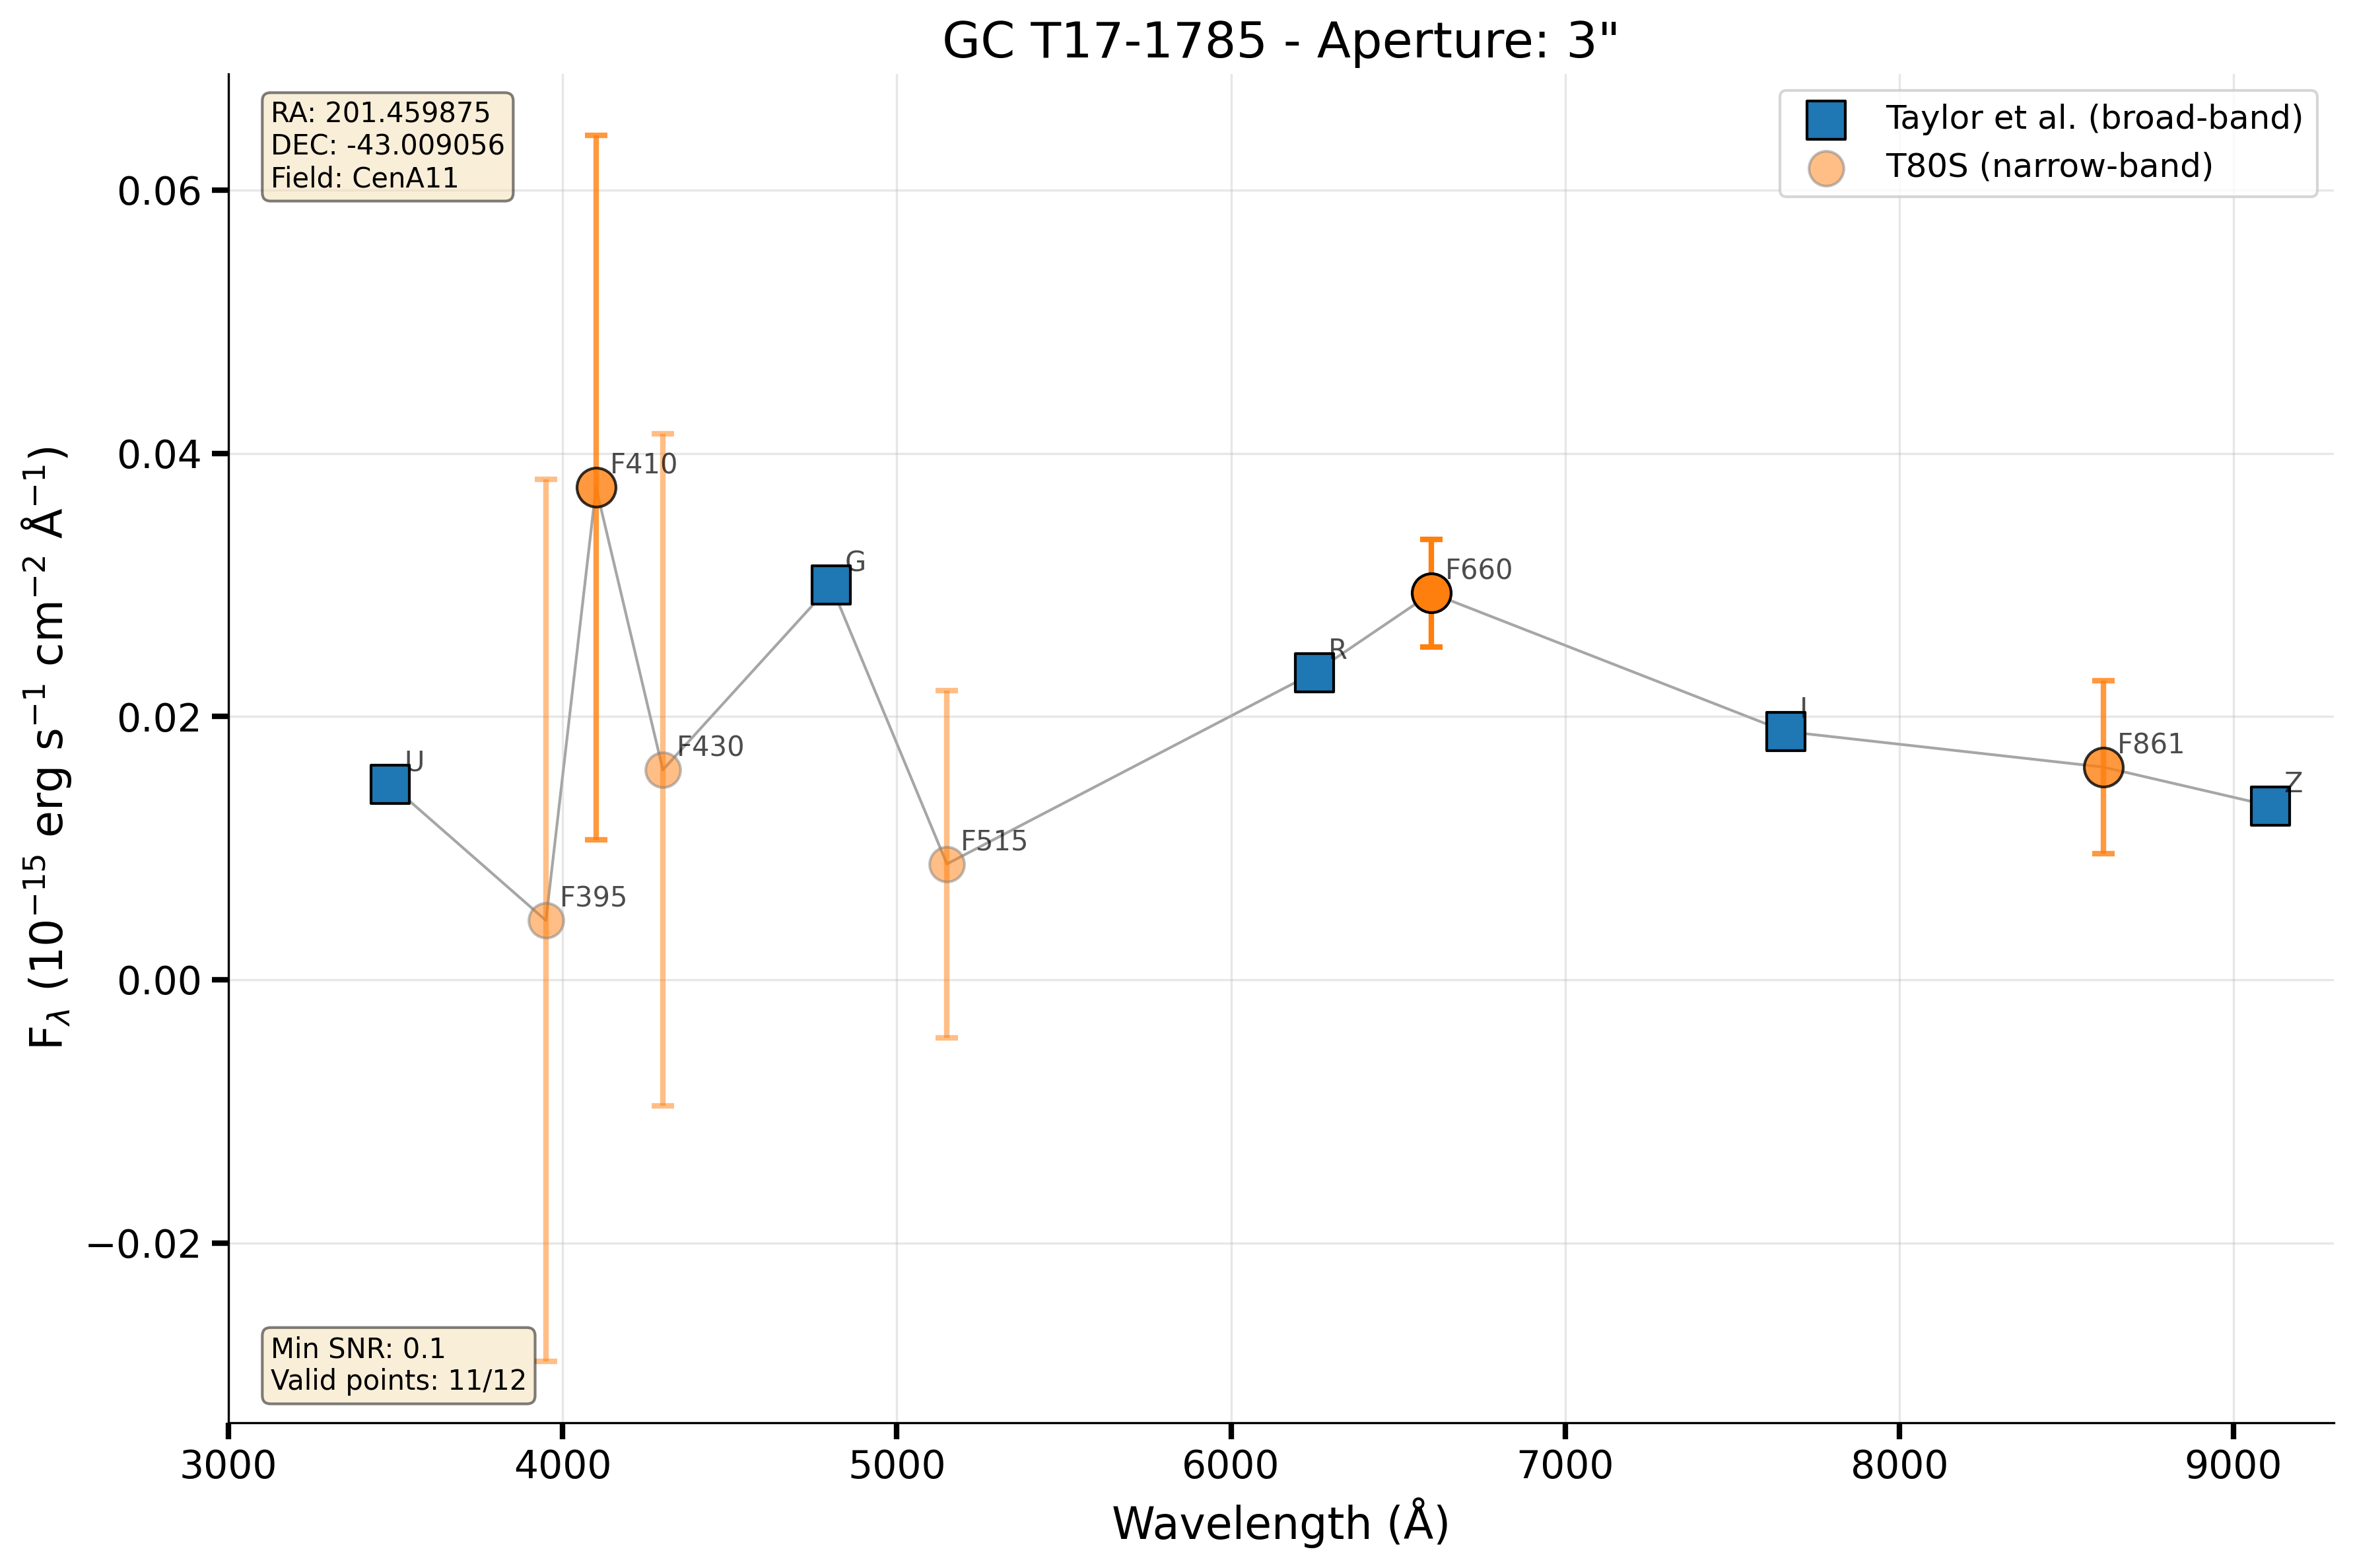 GC T17-1785 - Aperture: 3"
RA: 201.459875
DEC: -43.009056
Field: CenA11
Taylor et al. (broad-band)
T80S (narrow-band)
0.06
0.04
0.02
0.00
−0.02
F_λ (10⁻¹⁵ erg s⁻¹ cm⁻² Å⁻¹)
U
F395
F410
F430
G
F515
R
F660
I
F861
Z
Min SNR: 0.1
Valid points: 11/12
3000 4000 5000 6000 7000 8000 9000
Wavelength (Å)